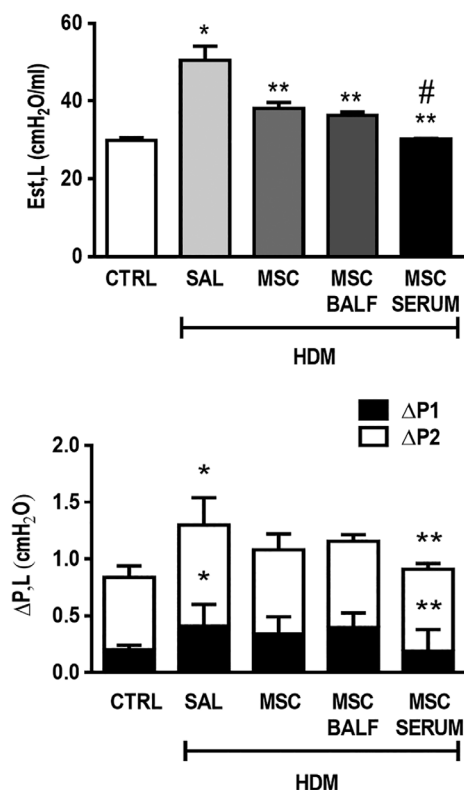 Est,L (cmH₂O/ml)
60
40
20
0
*
**
**
#
**
CTRL SAL MSC MSC BALF MSC SERUM
HDM
ΔP1
ΔP2
ΔP,L (cmH₂O)
2.0
1.5
1.0
0.5
0.0
*
*
**
**
CTRL SAL MSC MSC BALF MSC SERUM
HDM